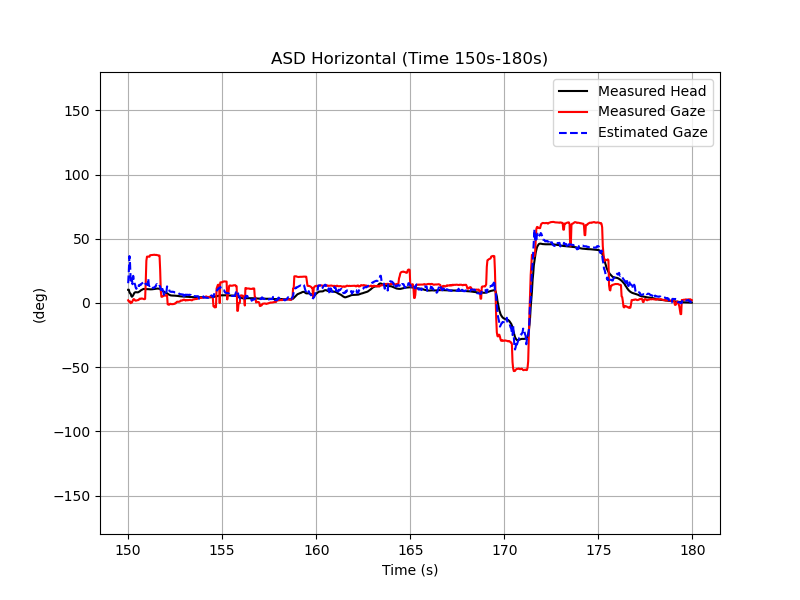 ASD Horizontal (Time 150s-180s)
Measured Head
Measured Gaze
Estimated Gaze
150
100
50
0
−50
−100
−150
(deg)
150
155
160
165
170
175
180
Time (s)